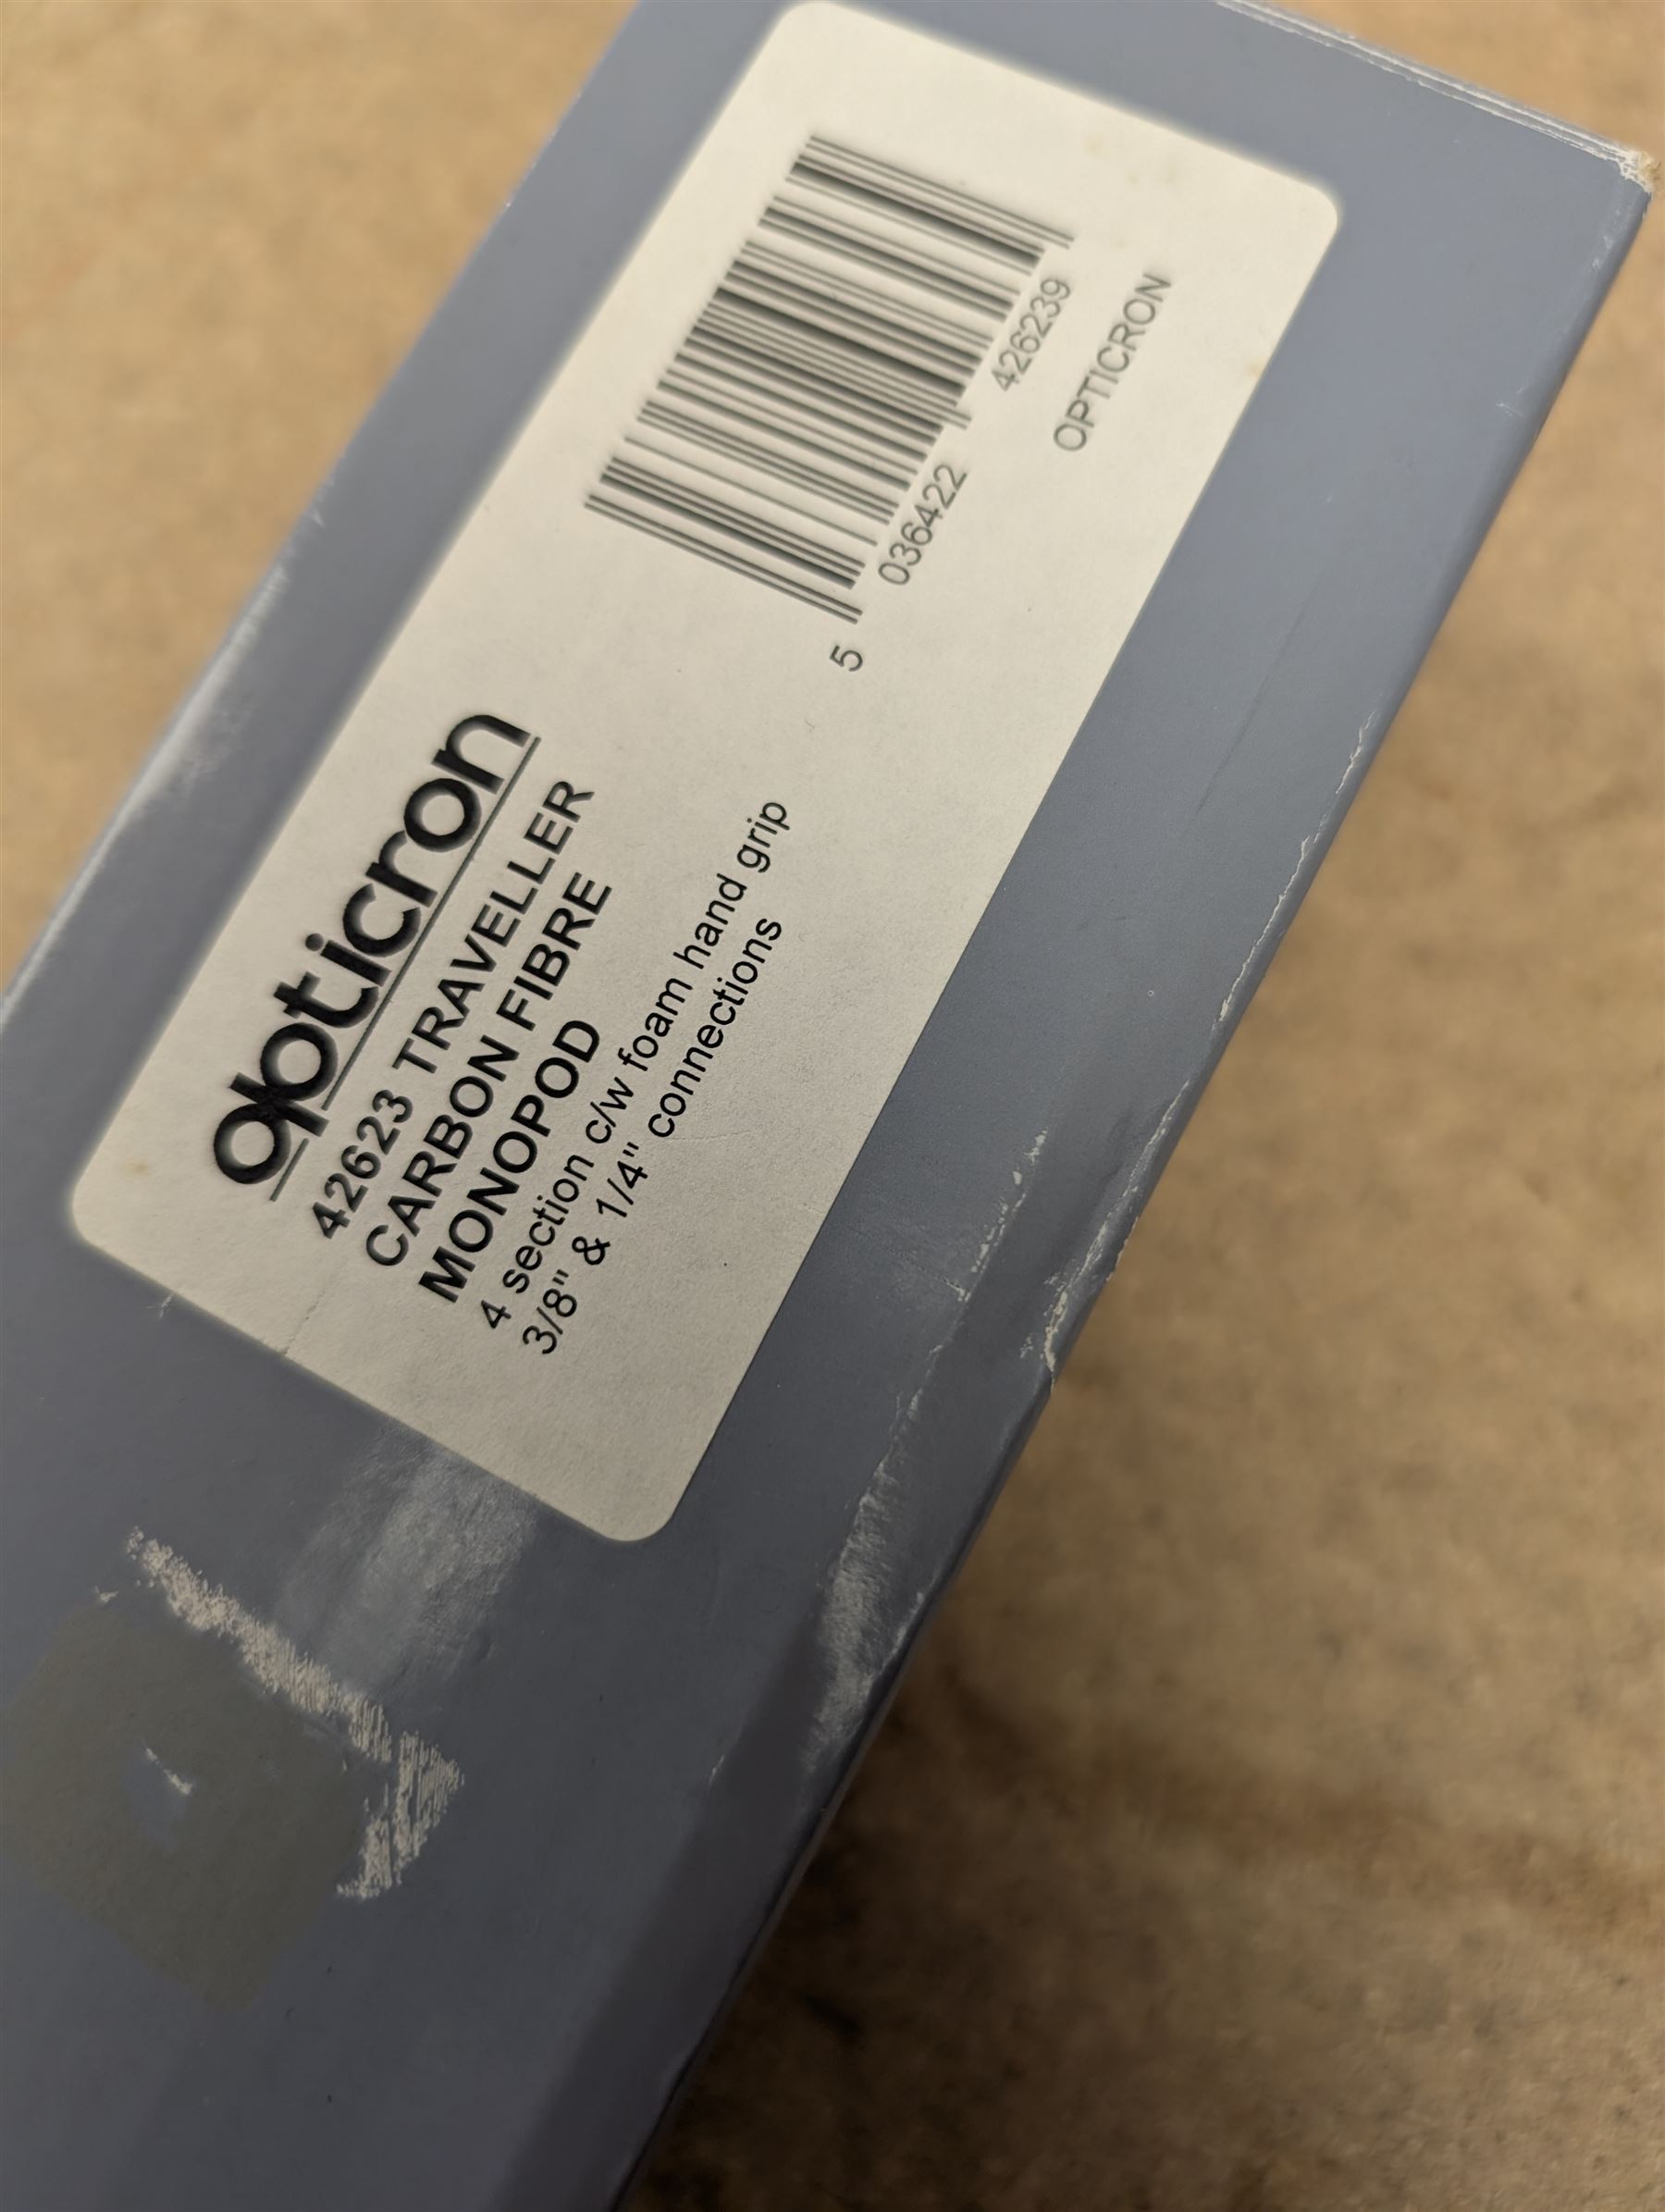 opticron
42623 TRAVELLER
CARBON FIBRE
MONOPOD
4 section c/w foam hand grip
3/8" & 1/4" connections
5 036422 426239
OPTICRON